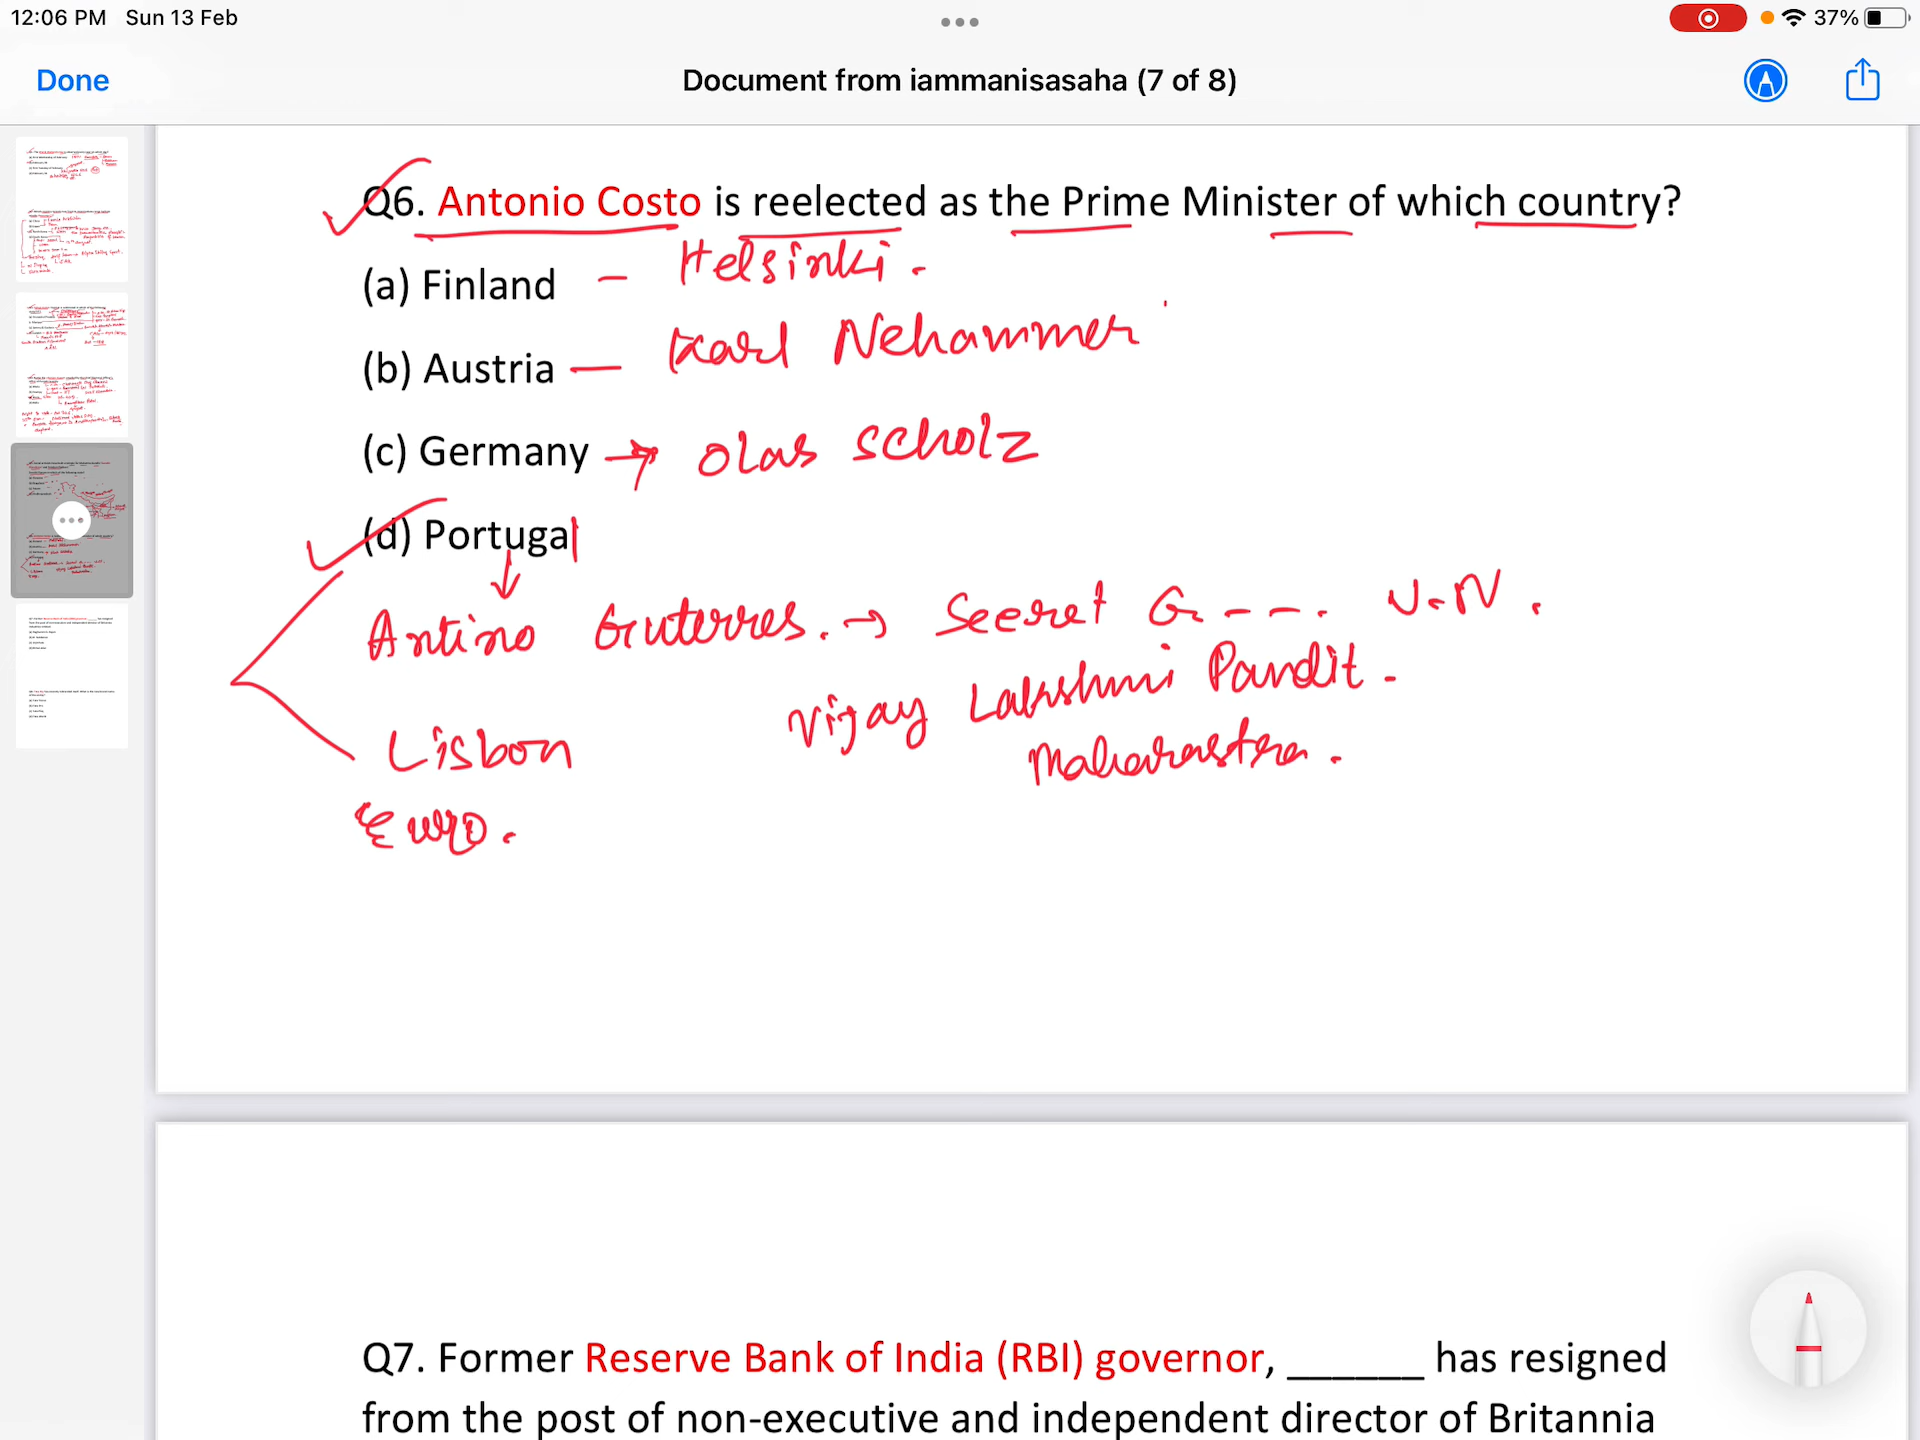 12:06 PM Sun 13 Feb
37%
Done
Document from iammanisasaha (7 of 8)
Q6. Antonio Costo is reelected as the Prime Minister of which country?
(a) Finland - Helsinki.
(b) Austria - Karl Nehammer
(c) Germany → Olas Scholz
(d) Portugal
Antino Guterres. → Secret G - - - . U.N.
Vijay Lakshmi Pandit.
Maharastra.
Lisbon
Euro.
Q7. Former Reserve Bank of India (RBI) governor, ______ has resigned
from the post of non-executive and independent director of Britannia